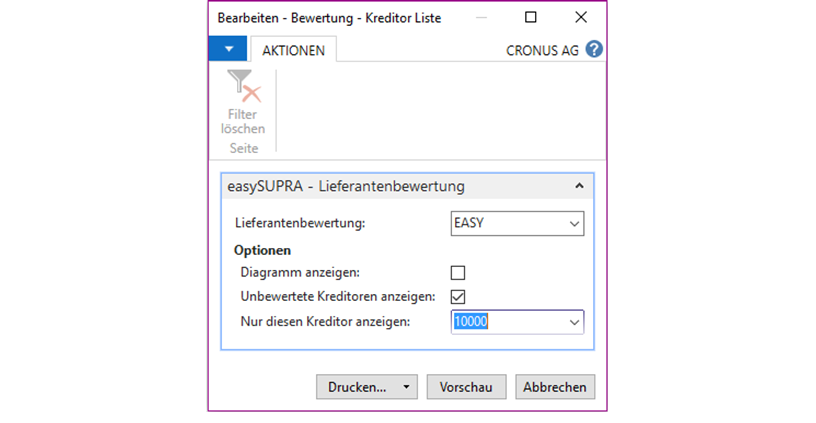 Bearbeiten - Bewertung - Kreditor Liste
AKTIONEN
CRONUS AG ?
Filter
löschen
Seite
easySUPRA - Lieferantenbewertung
Lieferantenbewertung: EASY
Optionen
Diagramm anzeigen:
Unbewertete Kreditoren anzeigen:
Nur diesen Kreditor anzeigen: 10000
Drucken... Vorschau Abbrechen